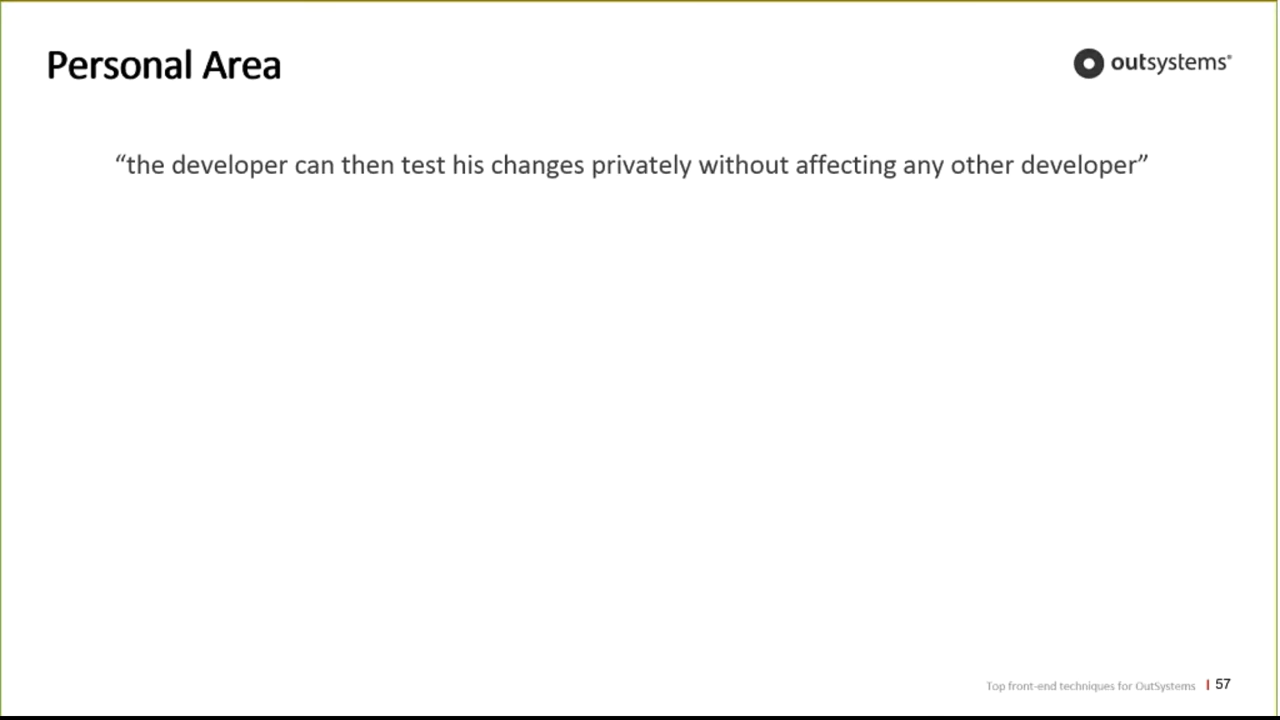 Personal Area
outsystems®
“the developer can then test his changes privately without affecting any other developer”
Top front-end techniques for OutSystems | 57